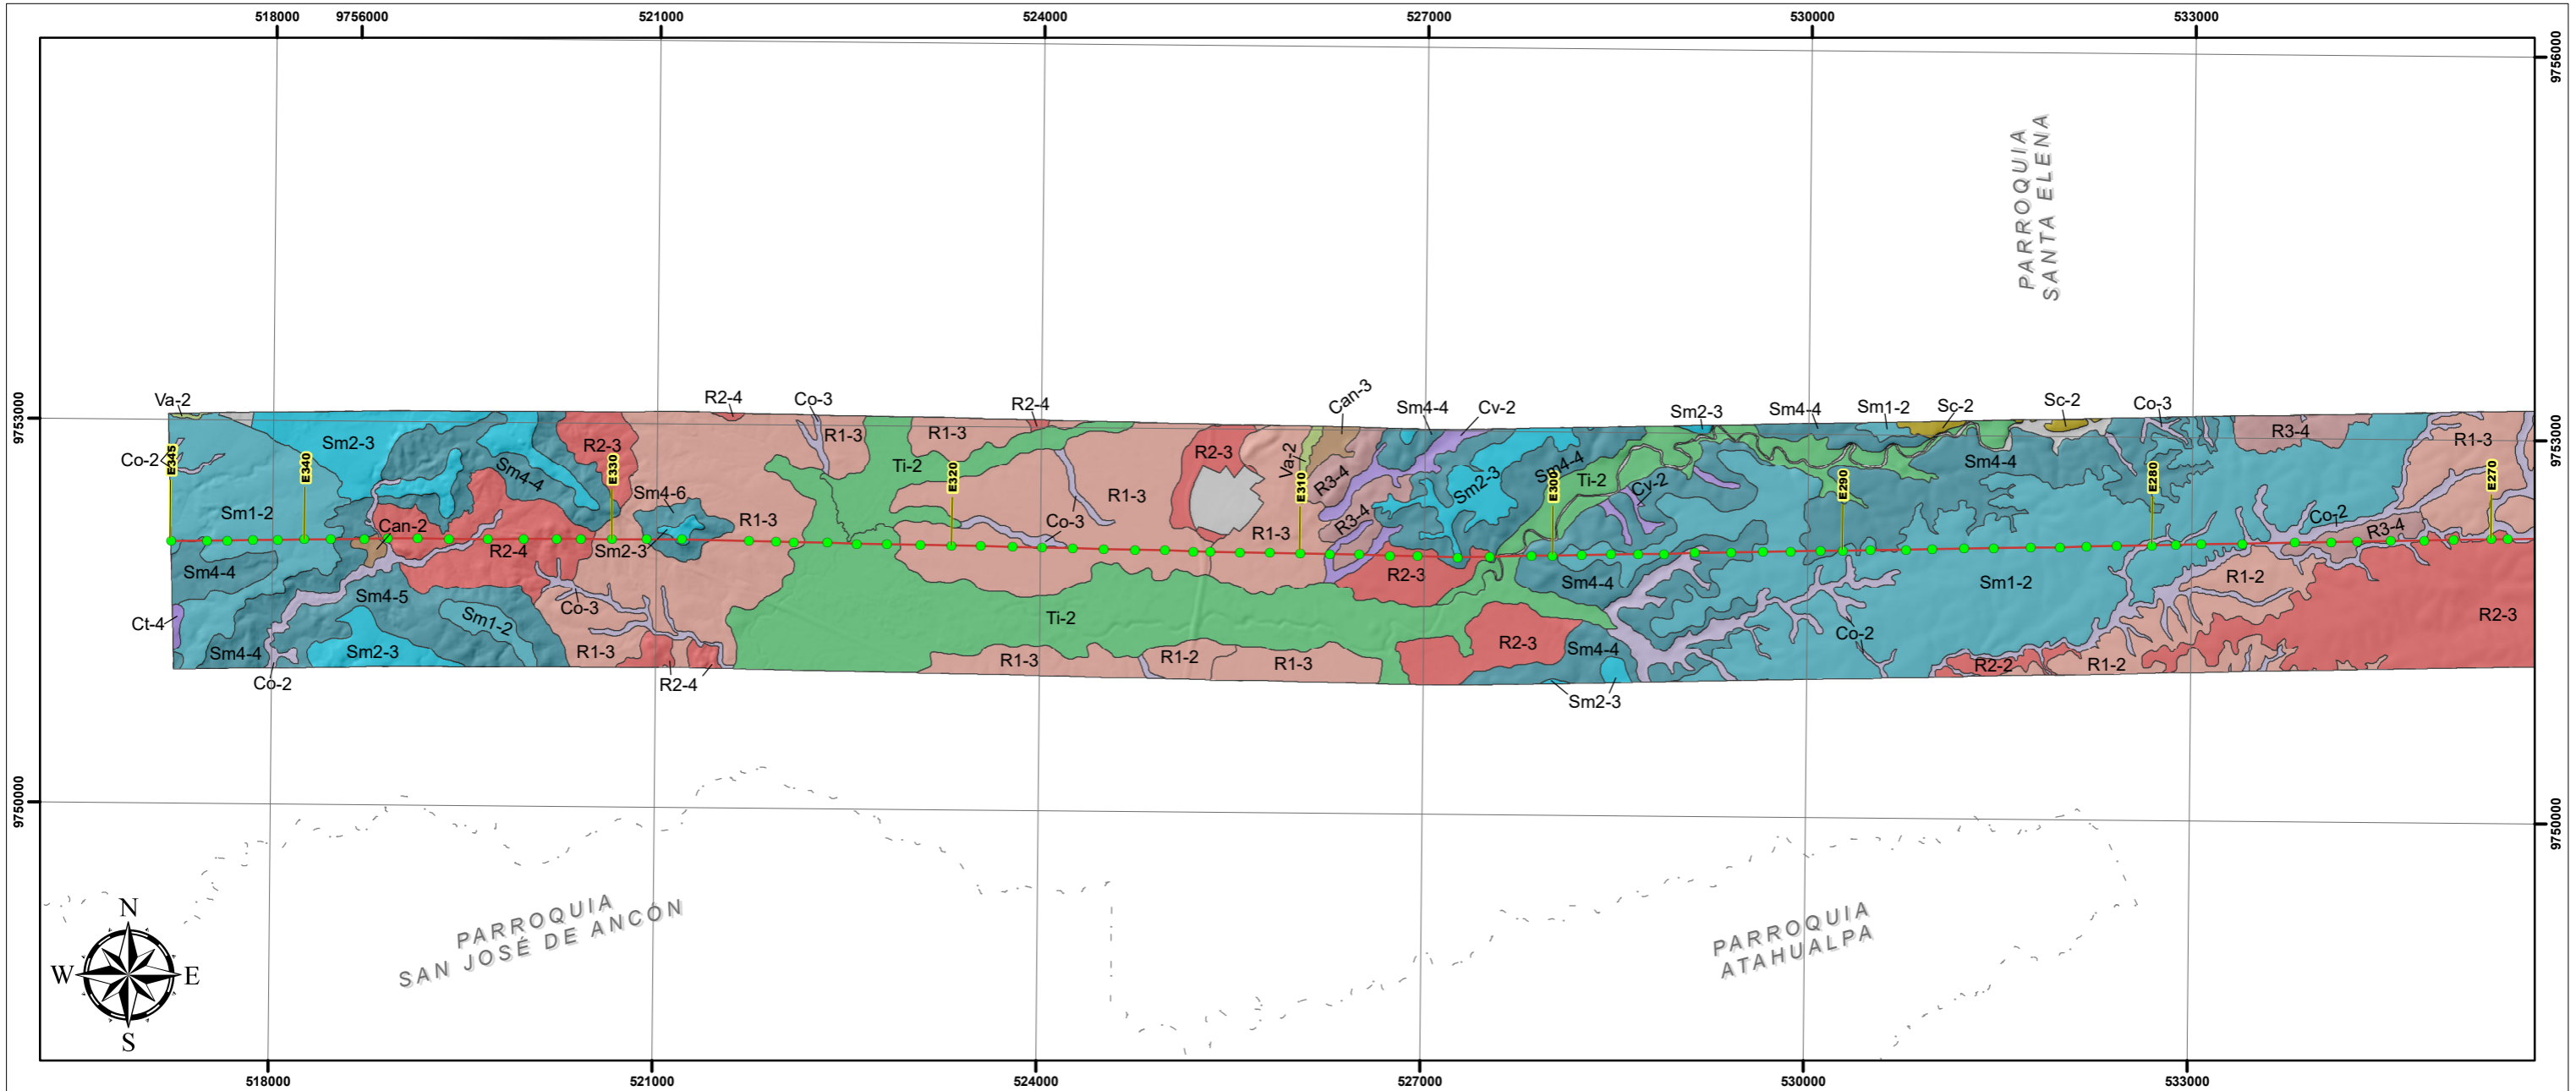 518000 9756000 521000 524000 527000 530000 533000
9756000
PARROQUIA
SANTA ELENA
Va-2 R2-4 Co-3 R2-4 Can-3 Sm4-4 Cv-2 Sm2-3 Sm4-4 Sm1-2 Sc-2 Sc-2 Co-3
9753000 9753000
Sm2-3 R2-3 R1-3 R1-3 R2-3 R3-4 R1-3
Co-2 E345 E340 Sm4-4 E330 Ti-2 E320 Va-2 E310 R3-4 Sm2-3 Sm4-4 E300 Ti-2 Cv-2 E290 Sm4-4 E280 E270
Sm1-2 Can-2 Sm4-6 R1-3 R1-3 Co-3 R1-3 R3-4 Co-2 R3-4
R2-4 Sm2-3
Sm4-4 Sm4-5 R2-3 Sm4-4 Sm1-2 R1-2
Ct-4 Sm1-2 Co-3 Ti-2 R2-3 Co-2 R2-3
Sm4-4 Sm2-3 R1-3 R1-3 R1-2 R1-3 Sm4-4 R2-2 R1-2
Co-2 R2-4 Sm2-3
9750000 9750000
PARROQUIA
SAN JOSÉ DE ANCÓN
PARROQUIA
ATAHUALPA
N
W E
S
518000 521000 524000 527000 530000 533000